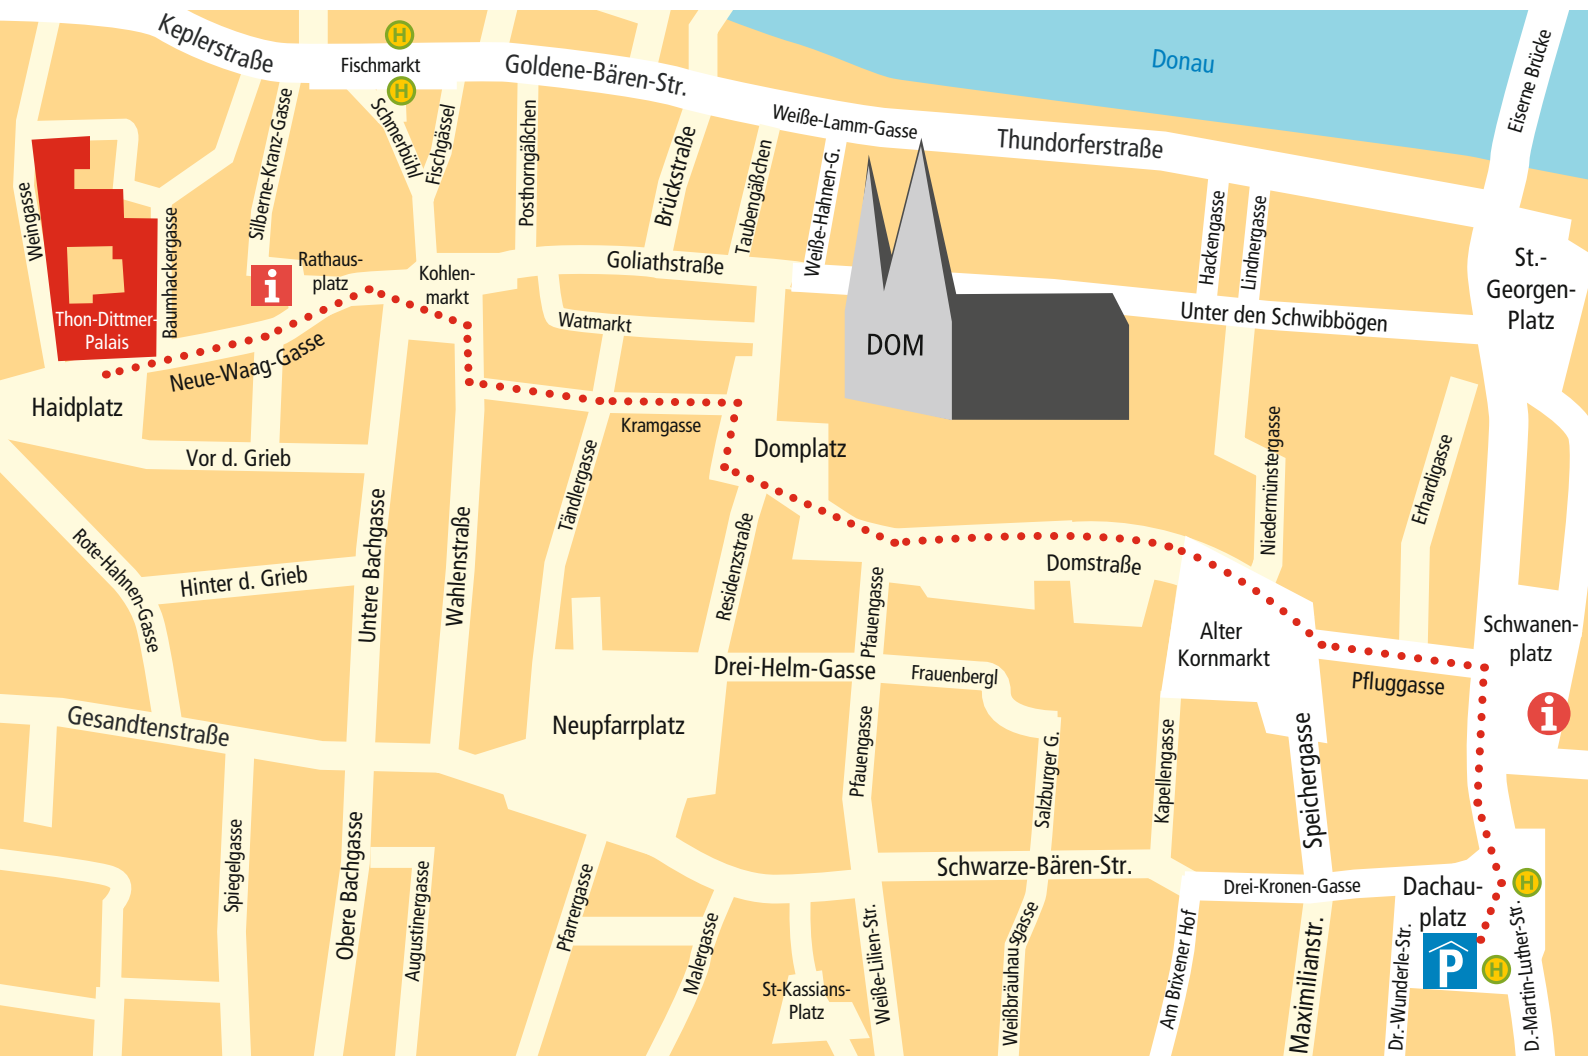 Keplerstraße
H
Fischmarkt
H
Goldene-Bären-Str.
Donau
Eiserne Brücke
Weiße-Lamm-Gasse
Thundorferstraße
Weingasse
Baumhackergasse
Silberne-Kranz-Gasse
Schmerbühl
Fischgässel
Posthorngäßchen
Brückstraße
Taubengäßchen
Weiße-Hahnen-G.
Hackengasse
Lindnergasse
St.-
Georgen-
Platz
i
Rathaus-
platz
Kohlen-
markt
Goliathstraße
Watmarkt
Unter den Schwibbögen
DOM
Thon-Dittmer-
Palais
Neue-Waag-Gasse
Haidplatz
Kramgasse
Domplatz
Vor d. Grieb
Tändlergasse
Niedermünstergasse
Erhardigasse
Rote-Hahnen-Gasse
Hinter d. Grieb
Untere Bachgasse
Wahlenstraße
Residenzstraße
Pfauengasse
Domstraße
Alter
Kornmarkt
Schwanen-
platz
Pfluggasse
i
Drei-Helm-Gasse
Frauenbergl
Gesandtenstraße
Neupfarrplatz
Pfauengasse
Salzburger G.
Kapellengasse
Speichergasse
Spiegelgasse
Obere Bachgasse
Augustinergasse
Pfarrergasse
Malergasse
Schwarze-Bären-Str.
Drei-Kronen-Gasse
Dachau-
platz
H
P
H
St-Kassians-
Platz
Weiße-Lilien-Str.
Weißbräuhausgasse
Am Brixener Hof
Maximilianstr.
Dr.-Wunderle-Str.
D.-Martin-Luther-Str.